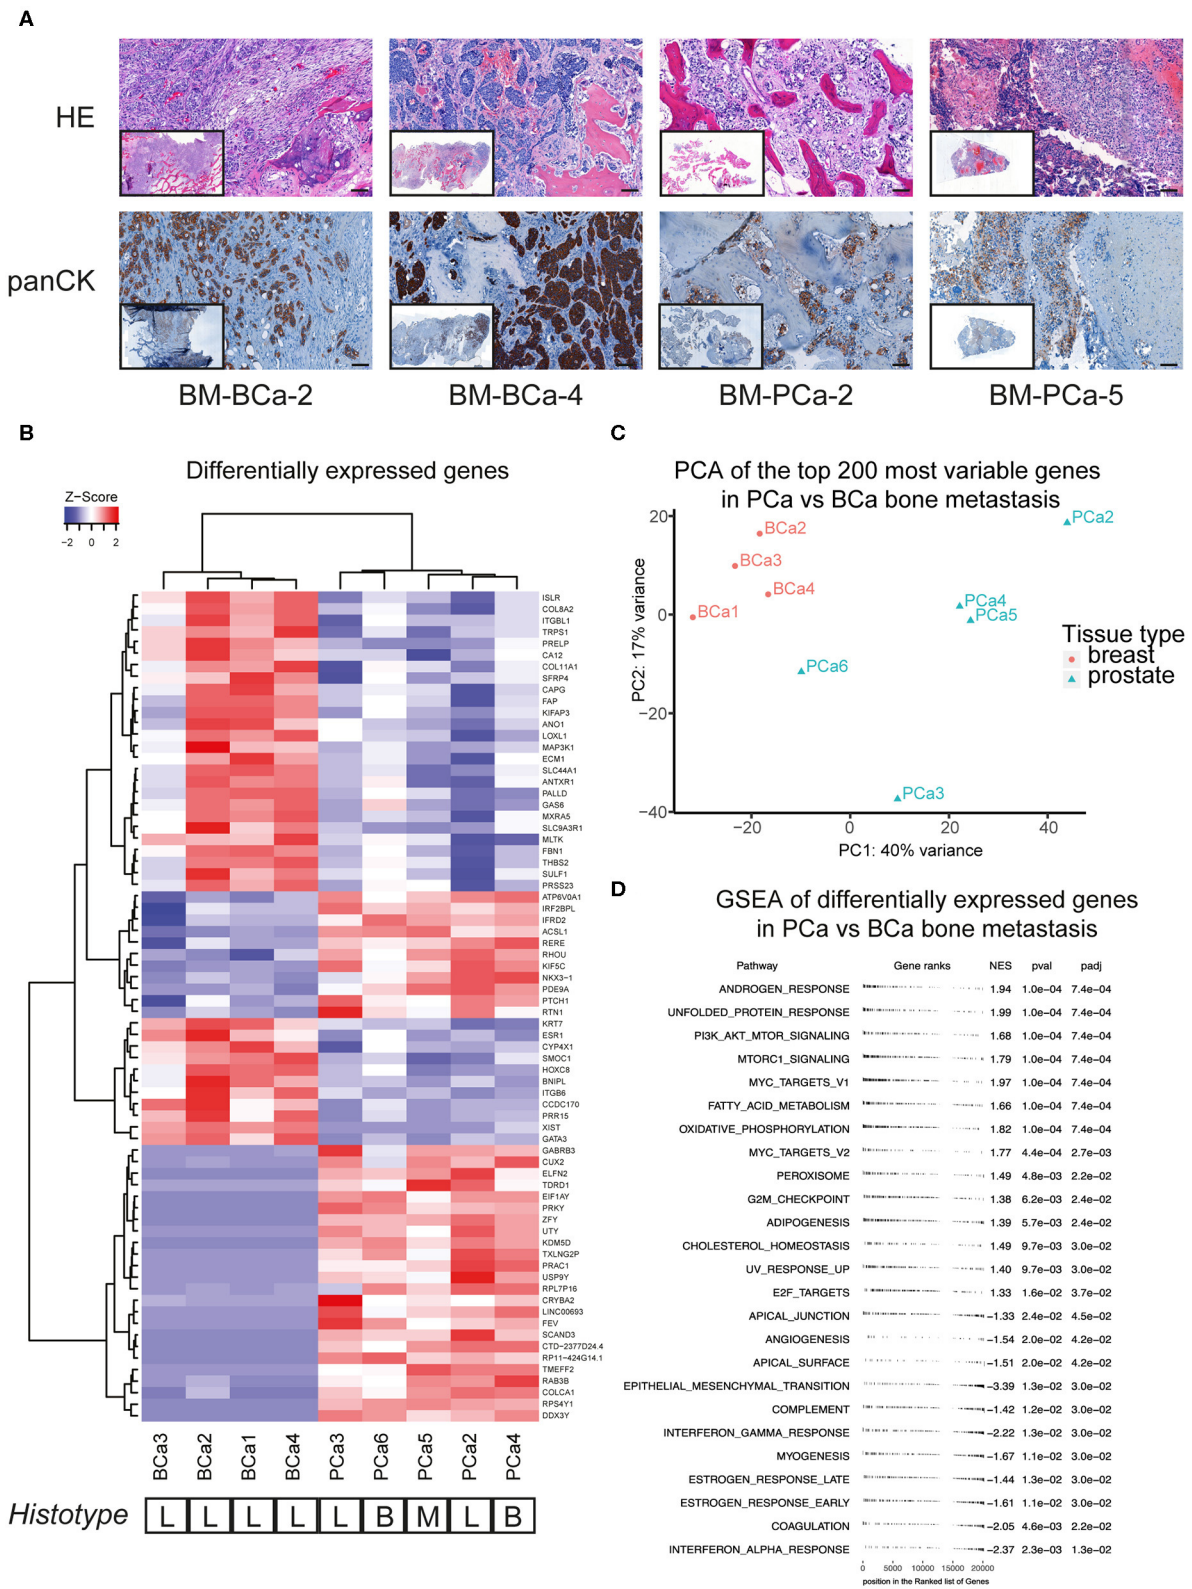 A
HE
panCK
BM-BCa-2
BM-BCa-4
BM-PCa-2
BM-PCa-5
B
Differentially expressed genes
Z−Score
−2 0 2
ISLR
COL8A2
ITGBL1
TRPS1
PRELP
CA12
COL11A1
SFRP4
CAPG
FAP
KIFAP3
ANO1
LOXL1
MAP3K1
ECM1
SLC44A1
ANTXR1
PALLD
GAS6
MXRA5
SLC9A3R1
MLTK
FBN1
THBS2
SULF1
PRSS23
ATP6V0A1
IRF2BPL
IFRD2
ACSL1
RERE
RHOU
KIF5C
NKX3−1
PDE9A
PTCH1
RTN1
KRT7
ESR1
CYP4X1
SMOC1
HOXC8
BNIPL
ITGB6
CCDC170
PRR15
XIST
GATA3
GABRB3
CUX2
ELFN2
TDRD1
EIF1AY
PRKY
ZFY
UTY
KDM5D
TXLNG2P
PRAC1
USP9Y
RPL7P16
CRYBA2
LINC00693
FEV
SCAND3
CTD−2377D24.4
RP11−424G14.1
TMEFF2
RAB3B
COLCA1
RPS4Y1
DDX3Y
BCa3 BCa2 BCa1 BCa4 PCa3 PCa6 PCa5 PCa2 PCa4
Histotype L L L L L B M L B
C
PCA of the top 200 most variable genes
in PCa vs BCa bone metastasis
PC2: 17% variance
20
0
−20
−40
BCa2
BCa3
BCa4
BCa1
PCa2
PCa4
PCa5
PCa6
PCa3
−20 0 20 40
PC1: 40% variance
Tissue type
breast
prostate
D
GSEA of differentially expressed genes
in PCa vs BCa bone metastasis
Pathway Gene ranks NES pval padj
ANDROGEN_RESPONSE 1.94 1.0e−04 7.4e−04
UNFOLDED_PROTEIN_RESPONSE 1.99 1.0e−04 7.4e−04
PI3K_AKT_MTOR_SIGNALING 1.68 1.0e−04 7.4e−04
MTORC1_SIGNALING 1.79 1.0e−04 7.4e−04
MYC_TARGETS_V1 1.97 1.0e−04 7.4e−04
FATTY_ACID_METABOLISM 1.66 1.0e−04 7.4e−04
OXIDATIVE_PHOSPHORYLATION 1.82 1.0e−04 7.4e−04
MYC_TARGETS_V2 1.77 4.4e−04 2.7e−03
PEROXISOME 1.49 4.8e−03 2.2e−02
G2M_CHECKPOINT 1.38 6.2e−03 2.4e−02
ADIPOGENESIS 1.39 5.7e−03 2.4e−02
CHOLESTEROL_HOMEOSTASIS 1.49 9.7e−03 3.0e−02
UV_RESPONSE_UP 1.40 9.7e−03 3.0e−02
E2F_TARGETS 1.33 1.6e−02 3.7e−02
APICAL_JUNCTION −1.33 2.4e−02 4.5e−02
ANGIOGENESIS −1.54 2.0e−02 4.2e−02
APICAL_SURFACE −1.51 2.0e−02 4.2e−02
EPITHELIAL_MESENCHYMAL_TRANSITION −3.39 1.3e−02 3.0e−02
COMPLEMENT −1.42 1.2e−02 3.0e−02
INTERFERON_GAMMA_RESPONSE −2.22 1.3e−02 3.0e−02
MYOGENESIS −1.67 1.1e−02 3.0e−02
ESTROGEN_RESPONSE_LATE −1.44 1.3e−02 3.0e−02
ESTROGEN_RESPONSE_EARLY −1.61 1.1e−02 3.0e−02
COAGULATION −2.05 4.6e−03 2.2e−02
INTERFERON_ALPHA_RESPONSE −2.37 2.3e−03 1.3e−02
0 5000 10000 15000 20000
position in the Ranked list of Genes